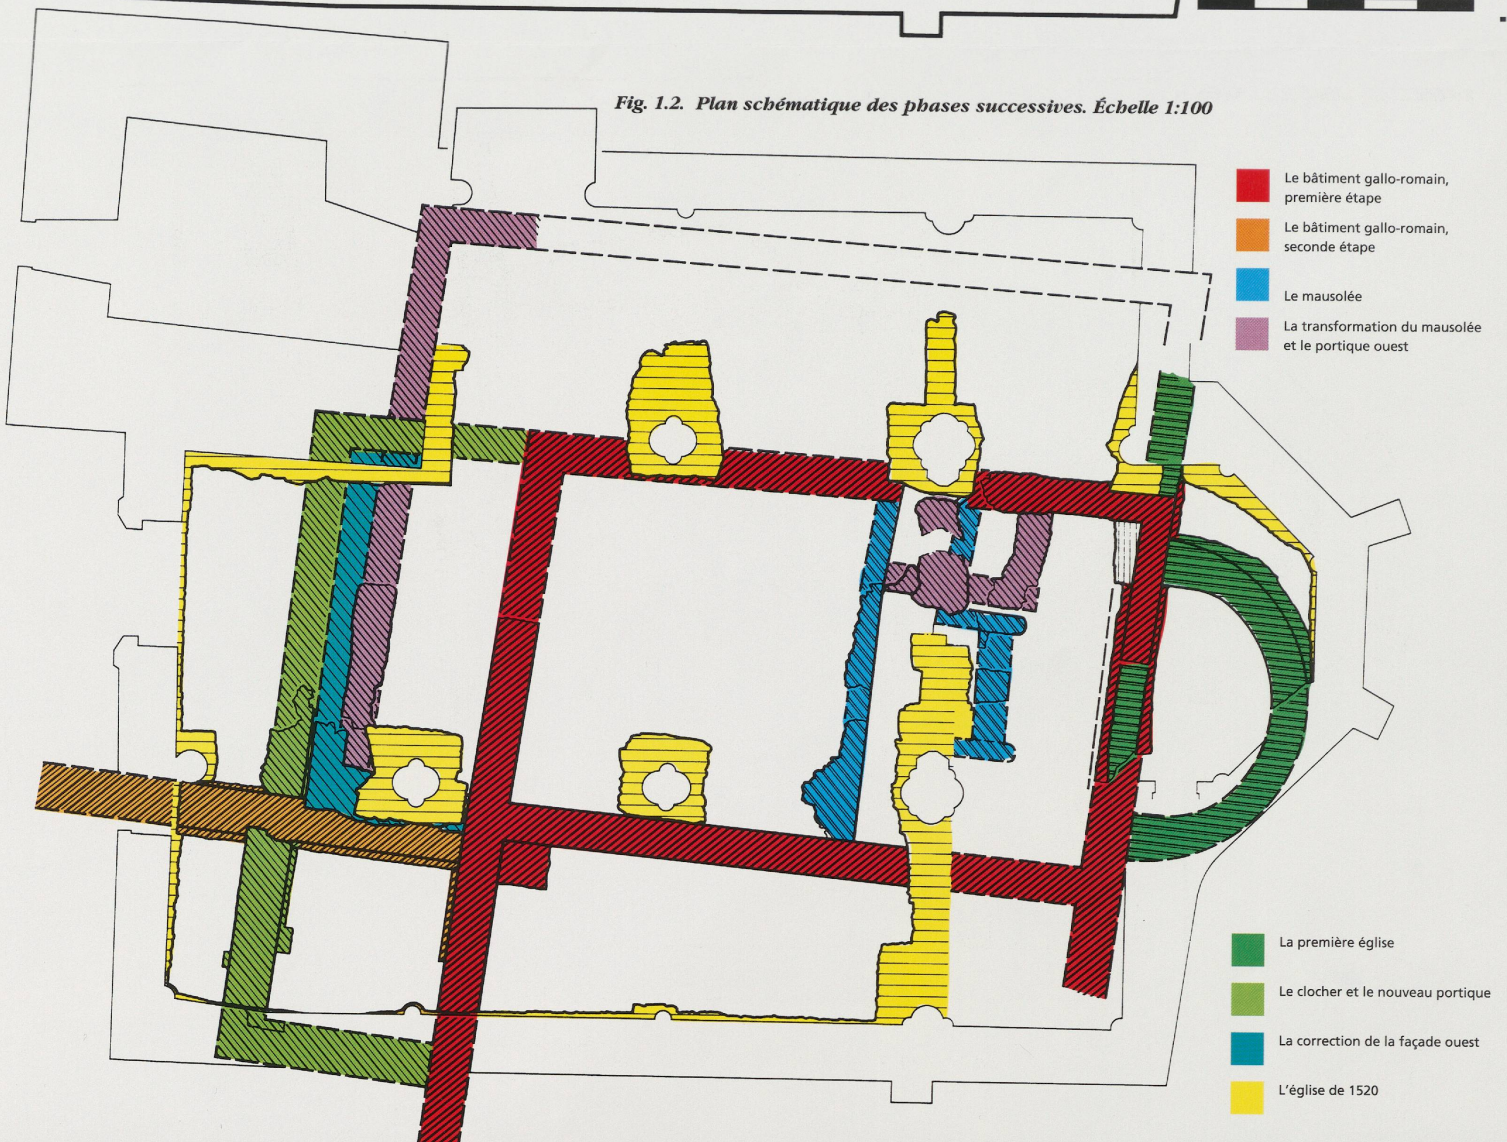 Fig. 1.2. Plan schématique des phases successives. Échelle 1:100
Le bâtiment gallo-romain,
première étape
Le bâtiment gallo-romain,
seconde étape
Le mausolée
La transformation du mausolée
et le portique ouest
La première église
Le clocher et le nouveau portique
La correction de la façade ouest
L'église de 1520